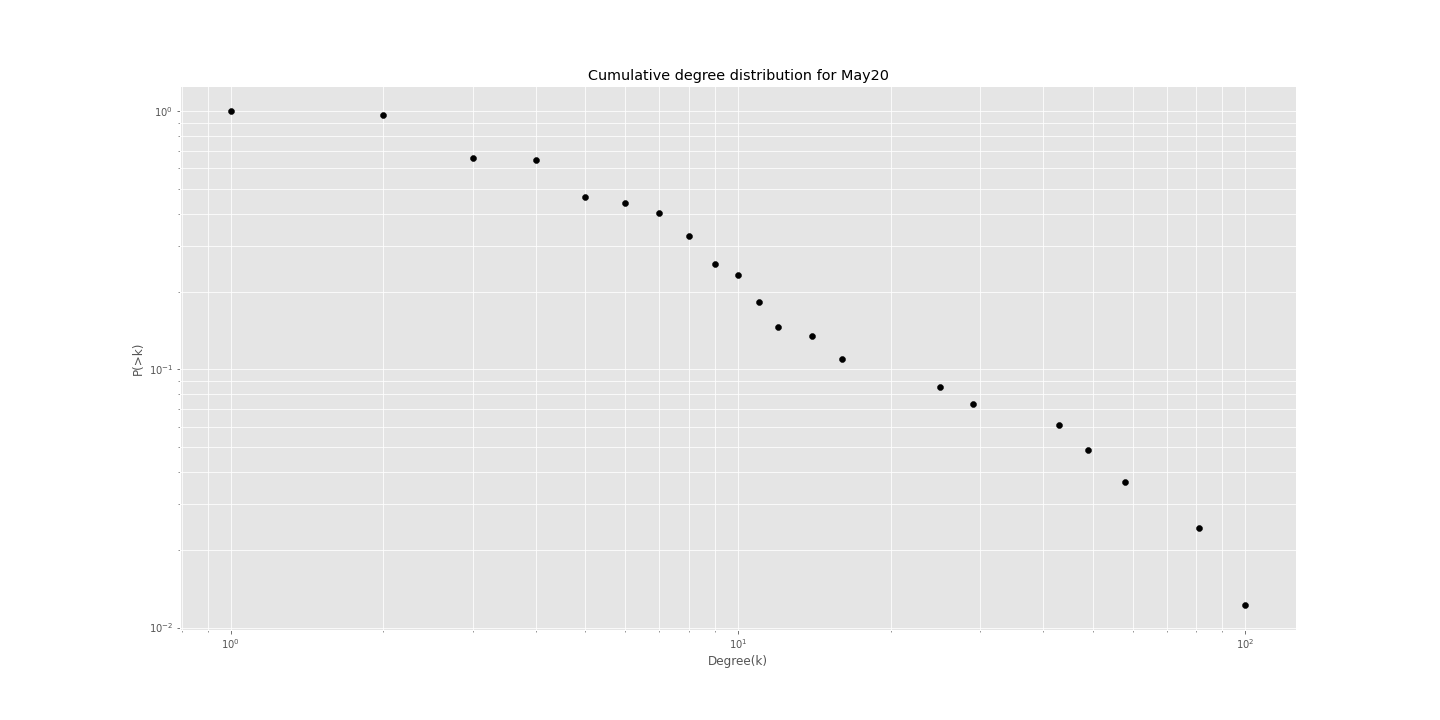 Cumulative degree distribution for May20
P(>k)
10⁰
10⁻¹
10⁻²
10⁰ 10¹ 10²
Degree(k)